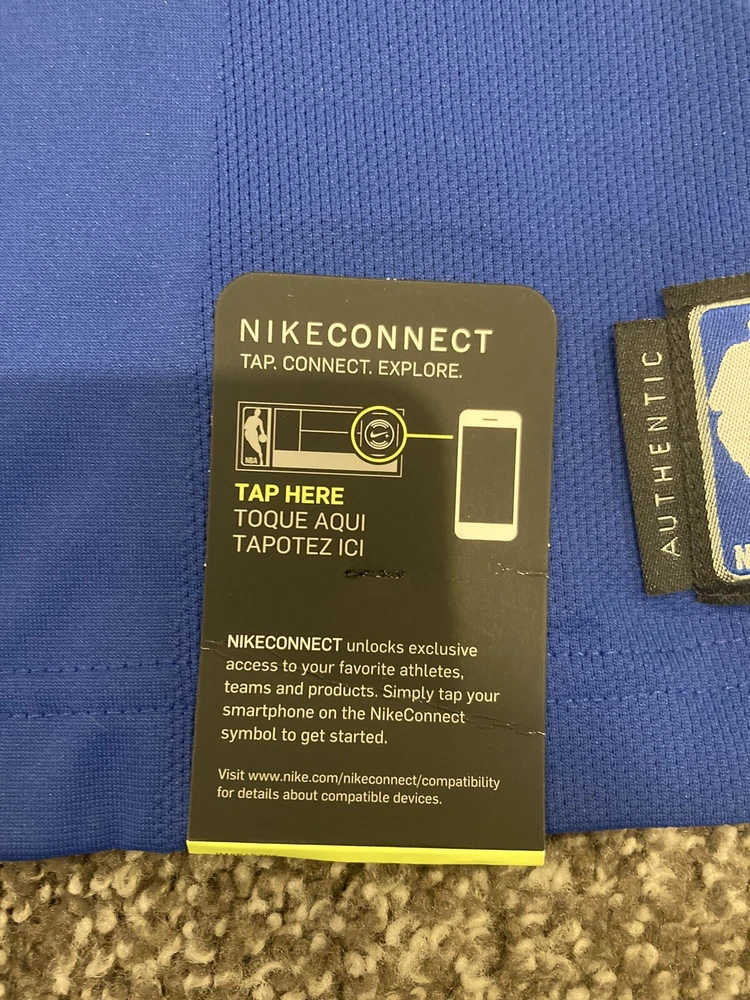 NIKECONNECT
TAP. CONNECT. EXPLORE.
NBA
TAP HERE
TOQUE AQUI
TAPOTEZ ICI
NIKECONNECT unlocks exclusive
access to your favorite athletes,
teams and products. Simply tap your
smartphone on the NikeConnect
symbol to get started.
Visit www.nike.com/nikeconnect/compatibility
for details about compatible devices.
AUTHENTIC